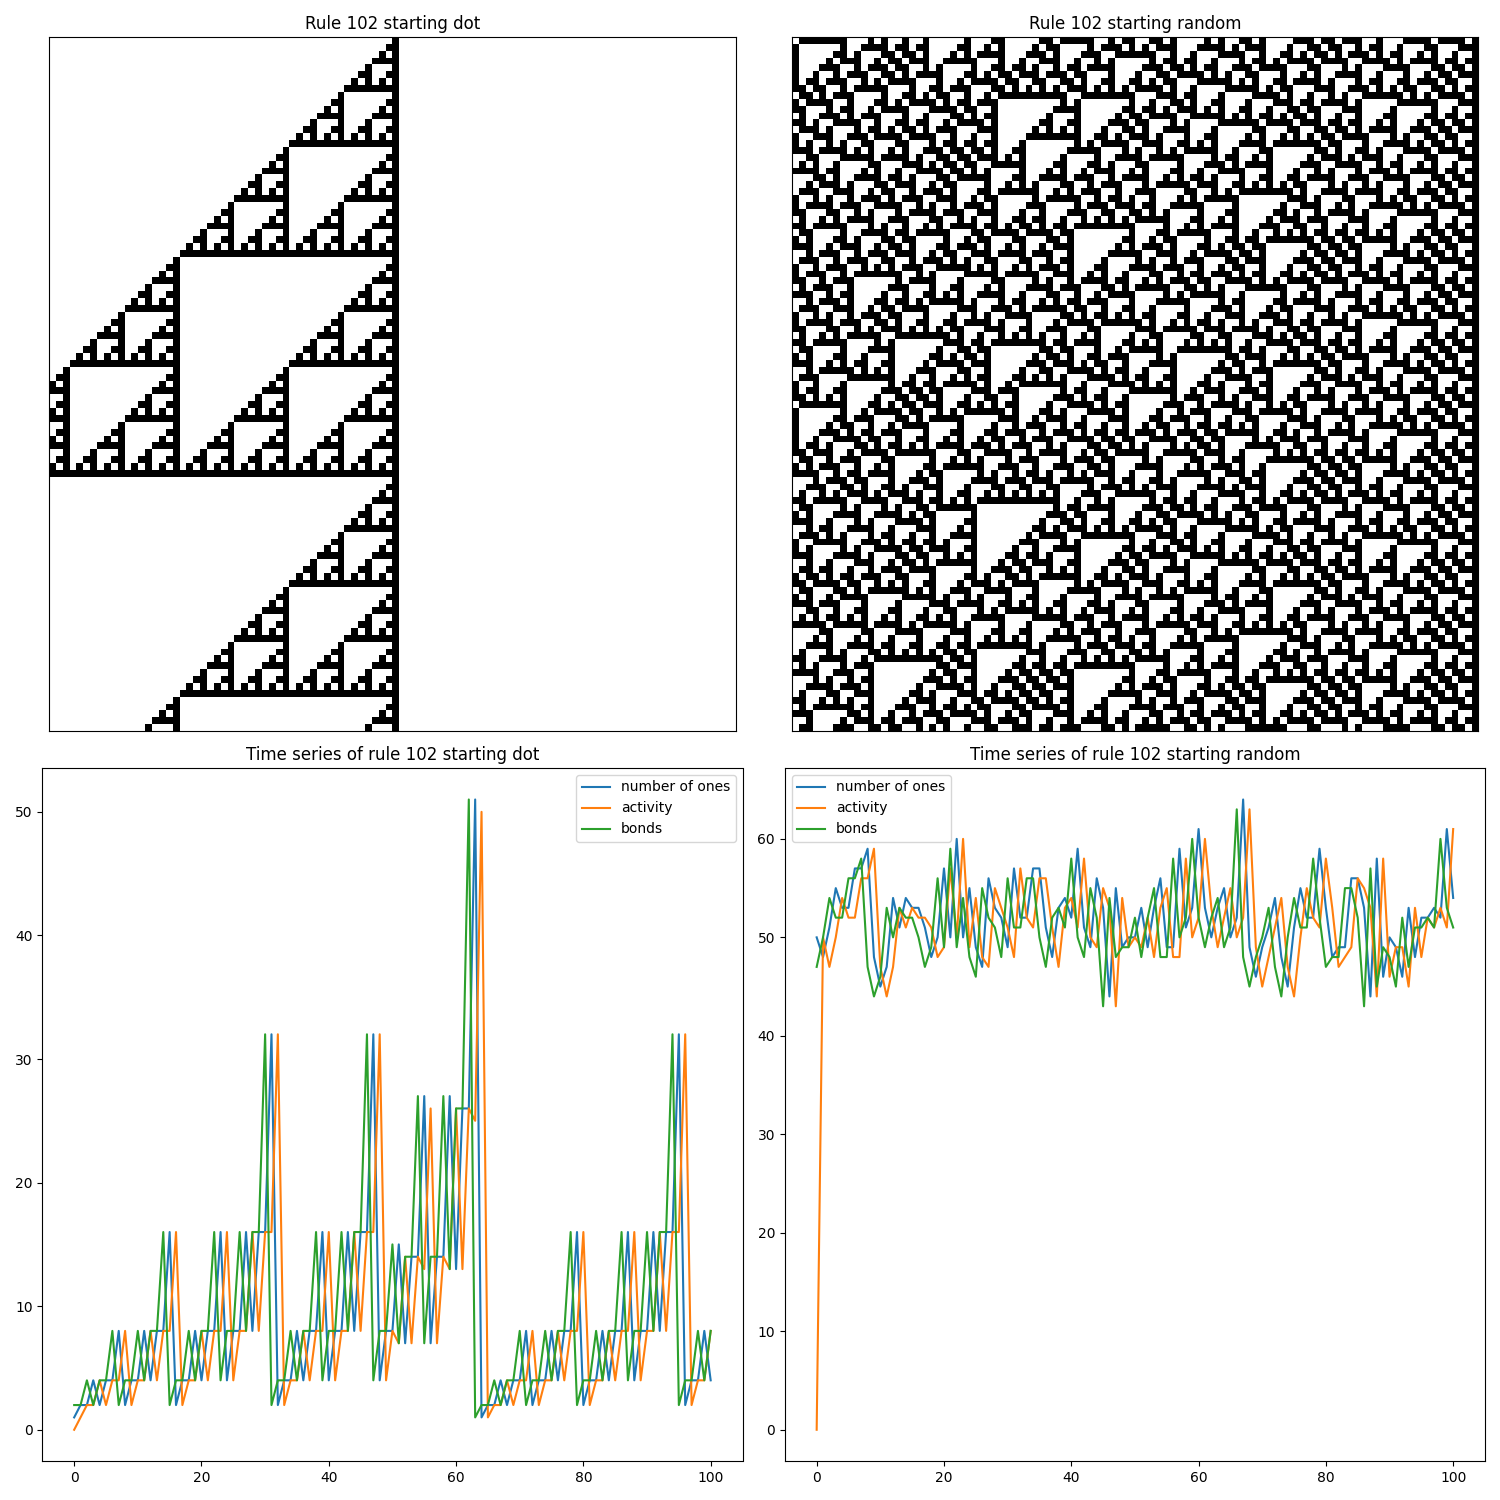 Rule 102 starting dot
Rule 102 starting random
Time series of rule 102 starting dot
number of ones
activity
bonds
50
40
30
20
10
0
0 20 40 60 80 100
Time series of rule 102 starting random
number of ones
activity
bonds
60
50
40
30
20
10
0
0 20 40 60 80 100